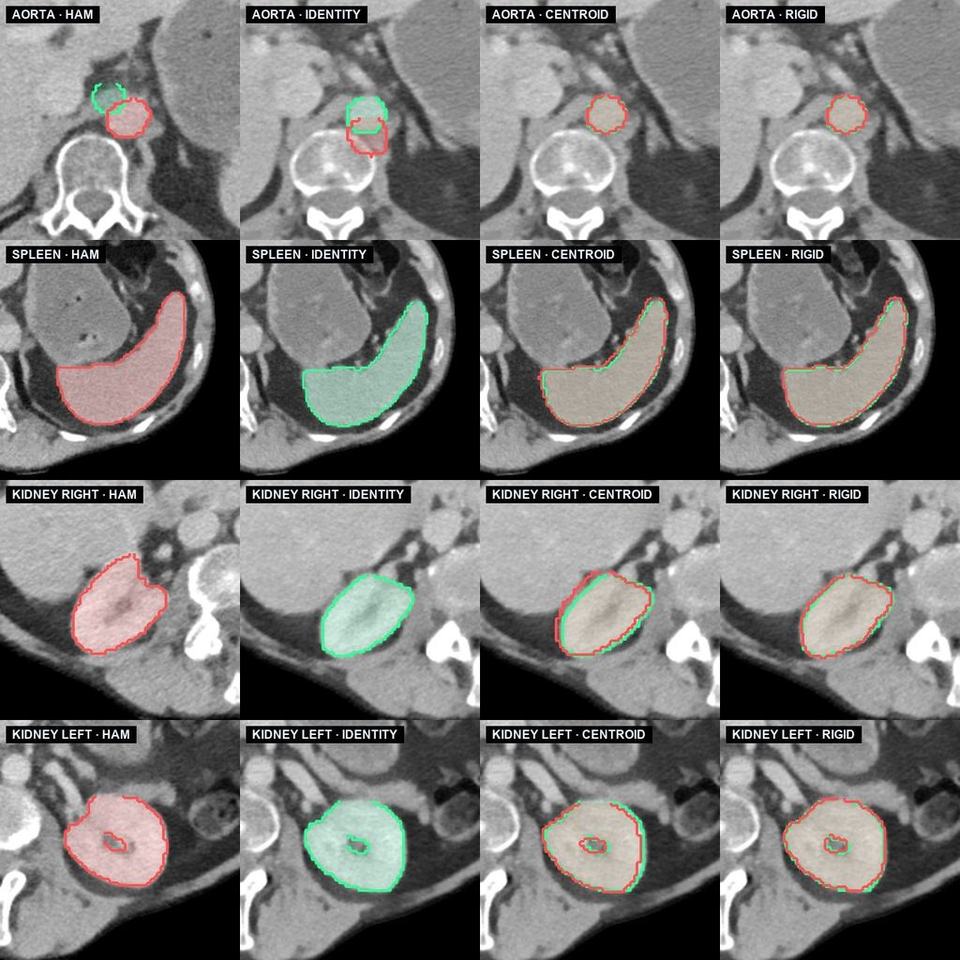 AORTA · HAM
AORTA · IDENTITY
AORTA · CENTROID
AORTA · RIGID
SPLEEN · HAM
SPLEEN · IDENTITY
SPLEEN · CENTROID
SPLEEN · RIGID
KIDNEY RIGHT · HAM
KIDNEY RIGHT · IDENTITY
KIDNEY RIGHT · CENTROID
KIDNEY RIGHT · RIGID
KIDNEY LEFT · HAM
KIDNEY LEFT · IDENTITY
KIDNEY LEFT · CENTROID
KIDNEY LEFT · RIGID